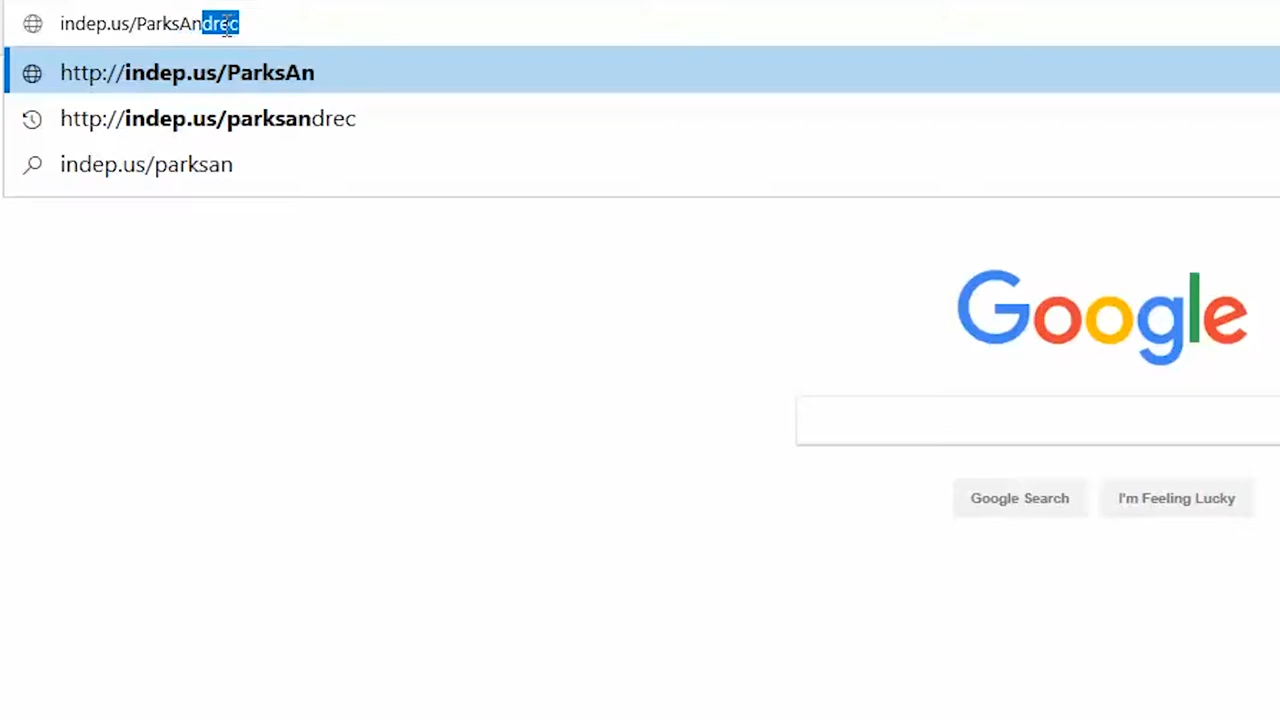 indep.us/ParksAndrec
http://indep.us/ParksAn
http://indep.us/parksandrec
indep.us/parksan
Google
Google Search
I'm Feeling Lucky